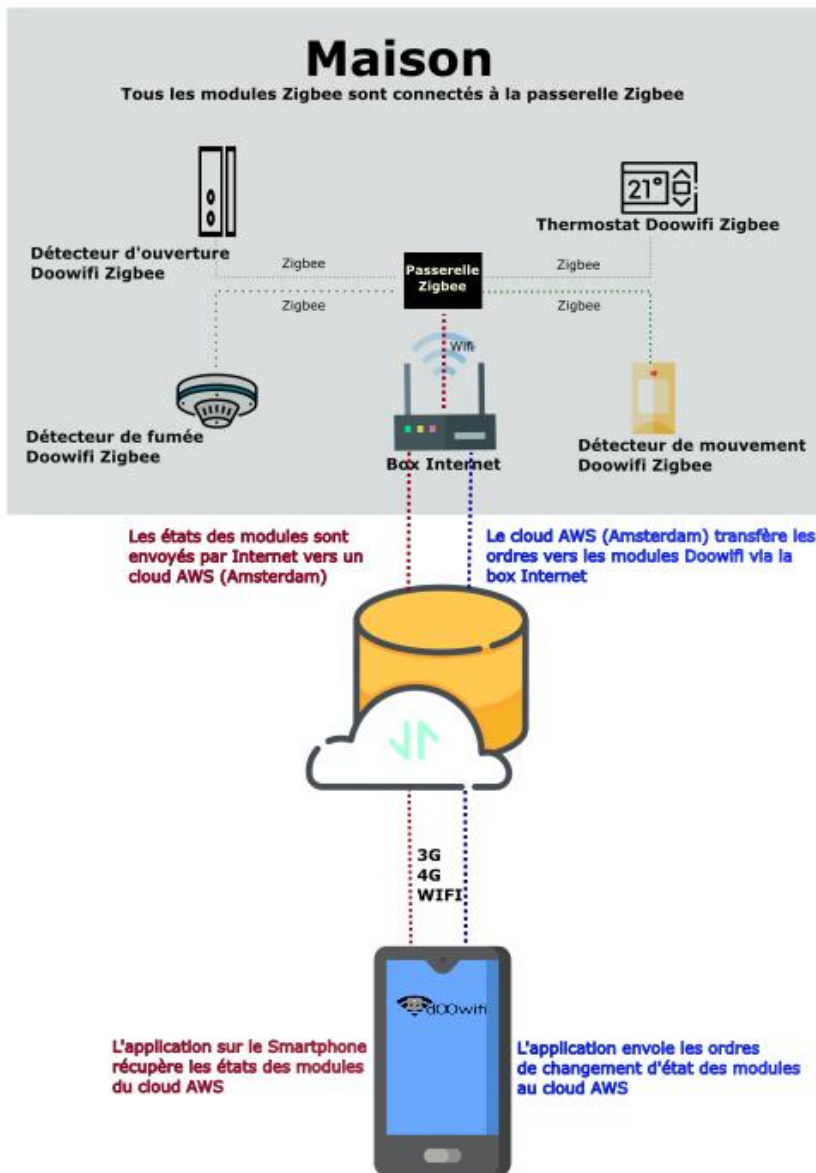 Maison
Tous les modules Zigbee sont connectés à la passerelle Zigbee
21°
Thermostat Doowifi Zigbee
Détecteur d'ouverture
Doowifi Zigbee
Zigbee
Passerelle
Zigbee
Zigbee
Zigbee
Zigbee
Wifi
Détecteur de fumée
Doowifi Zigbee
Box Internet
Détecteur de mouvement
Doowifi Zigbee
Les états des modules sont
envoyés par Internet vers un
cloud AWS (Amsterdam)
Le cloud AWS (Amsterdam) transfère les
ordres vers les modules Doowifi via la
box Internet
3G
4G
WIFI
dOOwifi
L'application sur le Smartphone
récupère les états des modules
du cloud AWS
L'application envoie les ordres
de changement d'état des modules
au cloud AWS